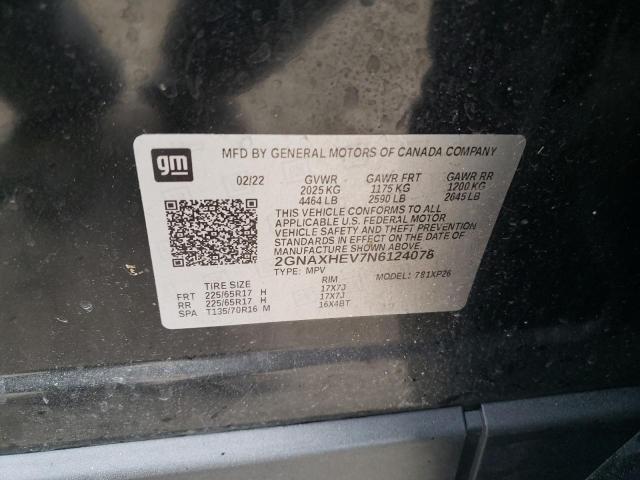 gm
MFD BY GENERAL MOTORS OF CANADA COMPANY
02/22 GVWR GAWR FRT GAWR RR
2025 KG 1175 KG 1200 KG
4464 LB 2590 LB 2645 LB
THIS VEHICLE CONFORMS TO ALL
APPLICABLE U.S. FEDERAL MOTOR
VEHICLE SAFETY AND THEFT
PREVENTION STANDARDS IN EFFECT
ON THE DATE OF MANUFACTURE
SHOWN ABOVE.
2GNAXHEV7N6124078
TYPE: MPV MODEL: 781XP26
TIRE SIZE RIM
FRT 225/65R17 H 17X7J
RR 225/65R17 H 17X7J
SPA T135/70R16 M 16X4BT